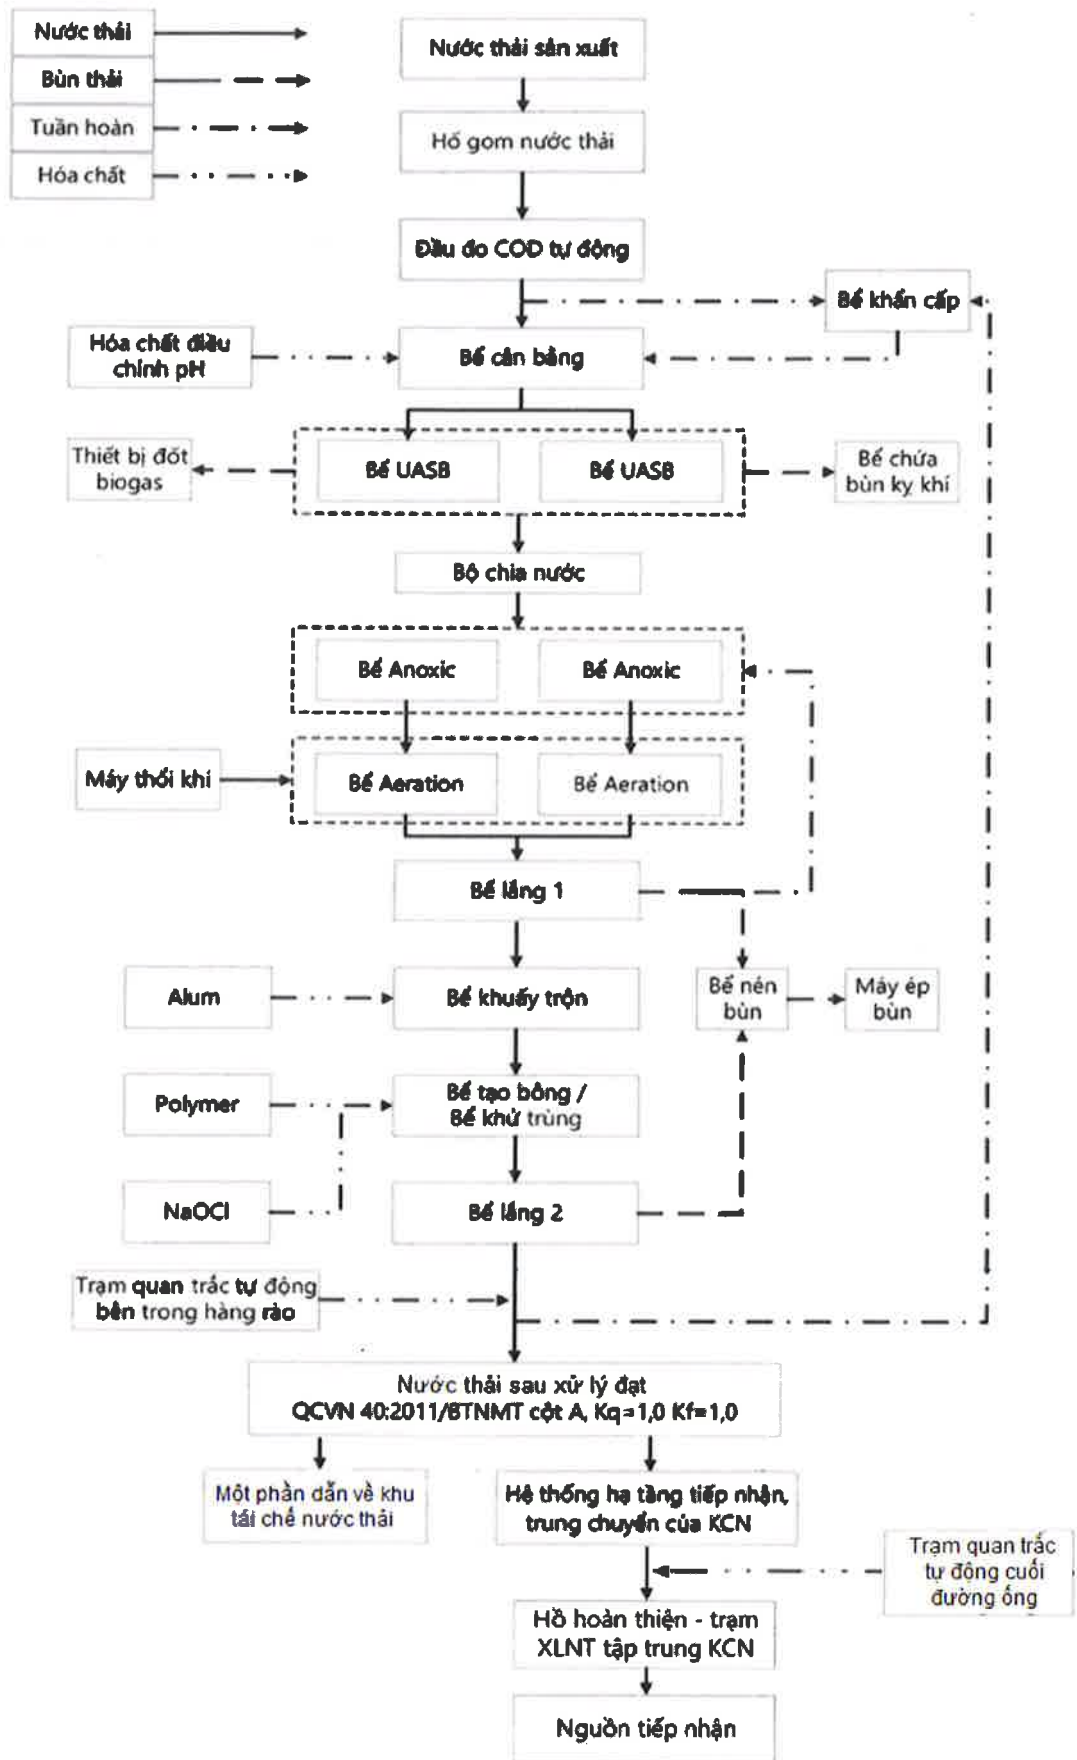 Nước thải
Bùn thải
Tuần hoàn
Hóa chất
Nước thải sản xuất
Hố gom nước thải
Đầu đo COD tự động
Bể khẩn cấp
Hóa chất điều
chỉnh pH
Bể cân bằng
Thiết bị đốt
biogas
Bể UASB
Bể UASB
Bể chứa
bùn kỵ khí
Bộ chia nước
Bể Anoxic
Bể Anoxic
Máy thổi khí
Bể Aeration
Bể Aeration
Bể lắng 1
Alum
Bể khuấy trộn
Bể nén
bùn
Máy ép
bùn
Polymer
Bể tạo bông /
Bể khử trùng
NaOCl
Bể lắng 2
Trạm quan trắc tự động
bên trong hàng rào
Nước thải sau xử lý đạt
QCVN 40:2011/BTNMT cột A, Kq=1,0 Kf=1,0
Một phần dẫn về khu
tái chế nước thải
Hệ thống hạ tầng tiếp nhận,
trung chuyển của KCN
Trạm quan trắc
tự động cuối
đường ống
Hồ hoàn thiện - trạm
XLNT tập trung KCN
Nguồn tiếp nhận